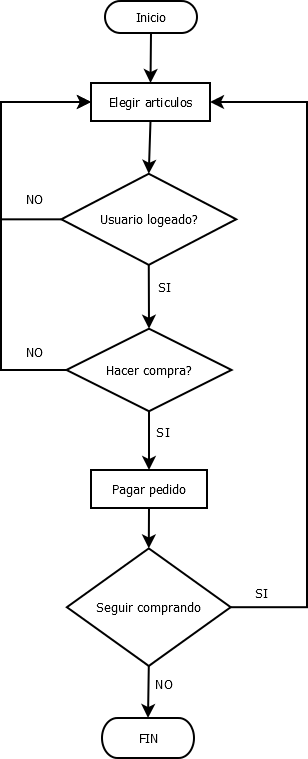 Inicio
Elegir articulos
Usuario logeado?
NO
SI
Hacer compra?
NO
SI
Pagar pedido
Seguir comprando
SI
NO
FIN